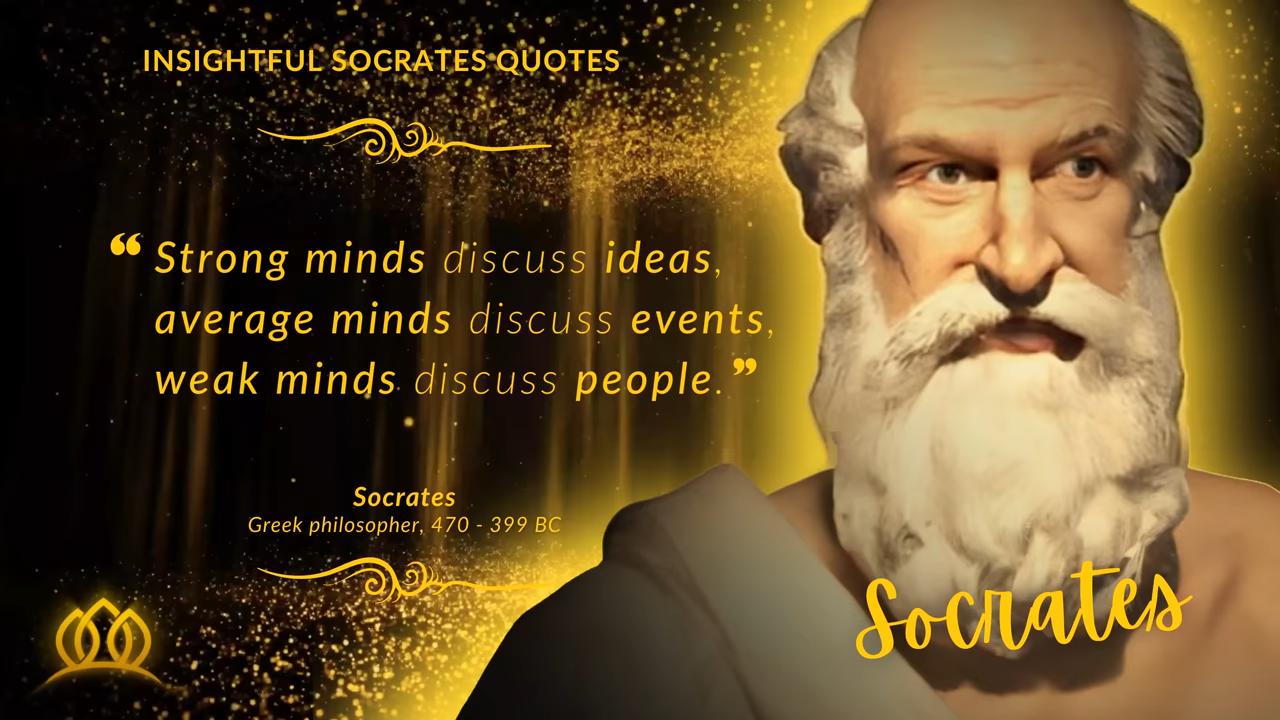 INSIGHTFUL SOCRATES QUOTES
❝ Strong minds discuss ideas,
average minds discuss events,
weak minds discuss people. ❞
Socrates
Greek philosopher, 470 - 399 BC
Socrates